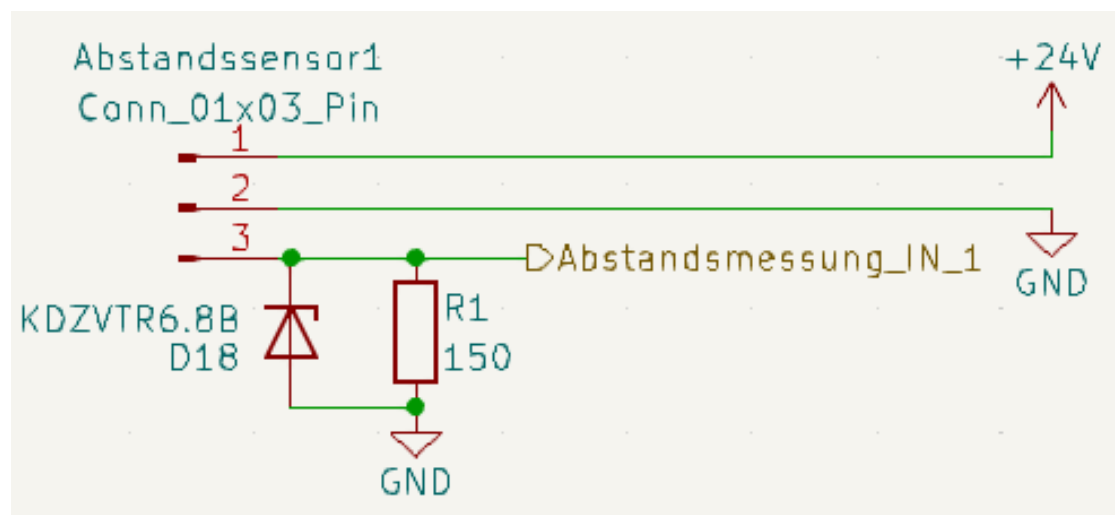 Abstandssensor1
Conn_01x03_Pin
+24V
1
2
3
Abstandsmessung_IN_1
GND
KDZVTR6.8B
D18
R1
150
GND